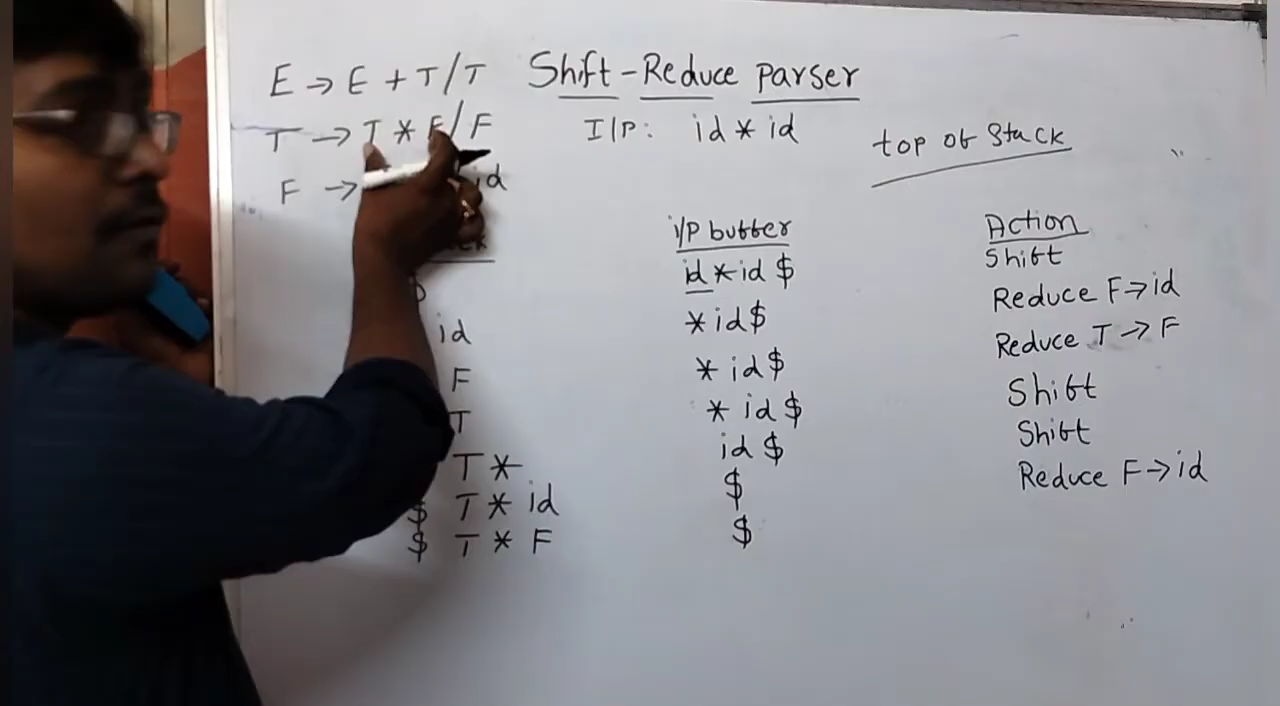 E → E + T / T
Shift-Reduce parser
T → T * F / F
I/P: id * id
top of Stack
F → id
i/p buffer
Action
$
id * id $
Shift
id
* id $
Reduce F → id
F
* id $
Reduce T → F
T
* id $
Shift
T *
id $
Shift
$ T * id
$
Reduce F → id
$ T * F
$